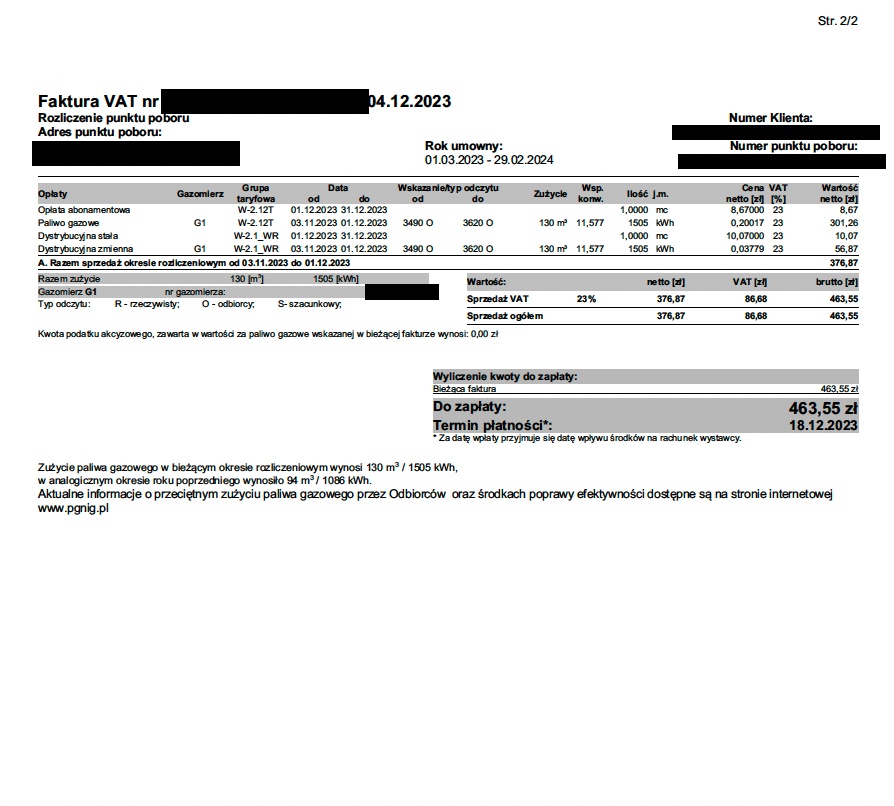 Str. 2/2
Faktura VAT nr 04.12.2023
Rozliczenie punktu poboru
Numer Klienta:
Adres punktu poboru:
Rok umowny:
Numer punktu poboru:
01.03.2023 - 29.02.2024
Opłaty Gazomierz Grupa taryfowa Data od do Wskazanie/typ odczytu od do Zużycie Wsp. konw. Ilość j.m. Cena netto [zł] VAT [%] Wartość netto [zł]
Opłata abonamentowa W-2.12T 01.12.2023 31.12.2023 1,0000 mc 8,67000 23 8,67
Paliwo gazowe G1 W-2.12T 03.11.2023 01.12.2023 3490 O 3620 O 130 m³ 11,577 1505 kWh 0,20017 23 301,26
Dystrybucyjna stała W-2.1_WR 01.12.2023 31.12.2023 1,0000 mc 10,07000 23 10,07
Dystrybucyjna zmienna G1 W-2.1_WR 03.11.2023 01.12.2023 3490 O 3620 O 130 m³ 11,577 1505 kWh 0,03779 23 56,87
A. Razem sprzedaż okresie rozliczeniowym od 03.11.2023 do 01.12.2023 376,87
Razem zużycie 130 [m³] 1505 [kWh]
Gazomierz G1 nr gazomierza:
Typ odczytu: R - rzeczywisty; O - odbiorcy; S- szacunkowy;
Wartość: netto [zł] VAT [zł] brutto [zł]
Sprzedaż VAT 23% 376,87 86,68 463,55
Sprzedaż ogółem 376,87 86,68 463,55
Kwota podatku akcyzowego, zawarta w wartości za paliwo gazowe wskazanej w bieżącej fakturze wynosi: 0,00 zł
Wyliczenie kwoty do zapłaty:
Bieżąca faktura 463,55 zł
Do zapłaty: 463,55 zł
Termin płatności*: 18.12.2023
* Za datę wpłaty przyjmuje się datę wpływu środków na rachunek wystawcy.
Zużycie paliwa gazowego w bieżącym okresie rozliczeniowym wynosi 130 m³ / 1505 kWh,
w analogicznym okresie roku poprzedniego wynosiło 94 m³ / 1086 kWh.
Aktualne informacje o przeciętnym zużyciu paliwa gazowego przez Odbiorców oraz środkach poprawy efektywności dostępne są na stronie internetowej
www.pgnig.pl